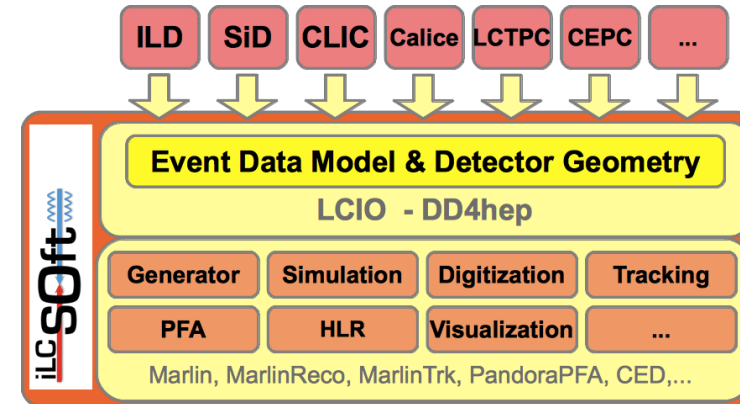 ILD SiD CLIC Calice LCTPC CEPC ...
Event Data Model & Detector Geometry
LCIO - DD4hep
iLCSOft
Generator Simulation Digitization Tracking
PFA HLR Visualization ...
Marlin, MarlinReco, MarlinTrk, PandoraPFA, CED,...